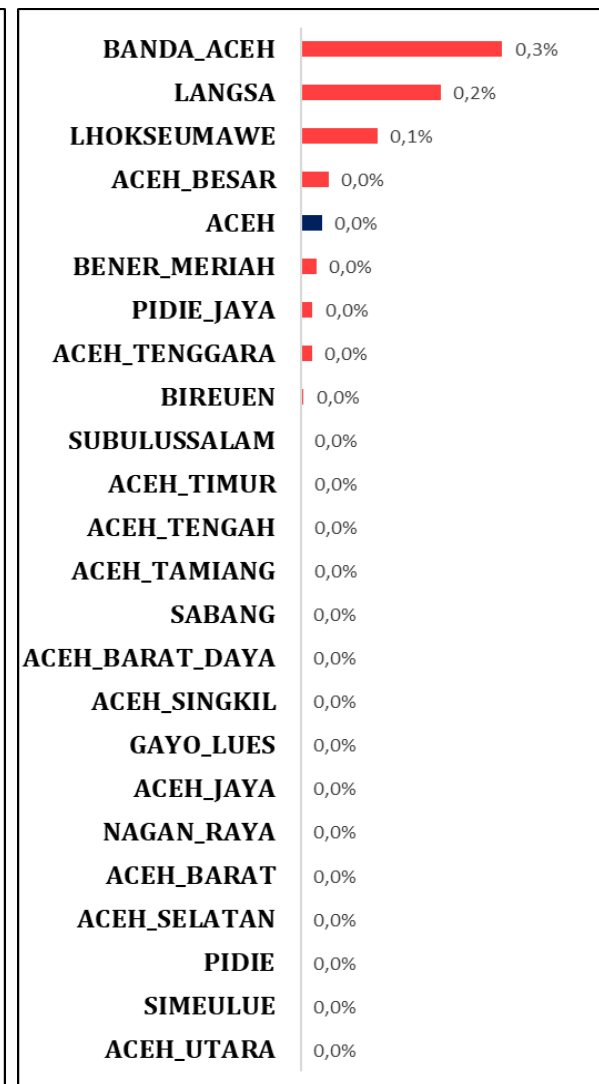 BANDA_ACEH 0,3%
LANGSA 0,2%
LHOKSEUMAWE 0,1%
ACEH_BESAR 0,0%
ACEH 0,0%
BENER_MERIAH 0,0%
PIDIE_JAYA 0,0%
ACEH_TENGGARA 0,0%
BIREUEN 0,0%
SUBULUSSALAM 0,0%
ACEH_TIMUR 0,0%
ACEH_TENGAH 0,0%
ACEH_TAMIANG 0,0%
SABANG 0,0%
ACEH_BARAT_DAYA 0,0%
ACEH_SINGKIL 0,0%
GAYO_LUES 0,0%
ACEH_JAYA 0,0%
NAGAN_RAYA 0,0%
ACEH_BARAT 0,0%
ACEH_SELATAN 0,0%
PIDIE 0,0%
SIMEULUE 0,0%
ACEH_UTARA 0,0%